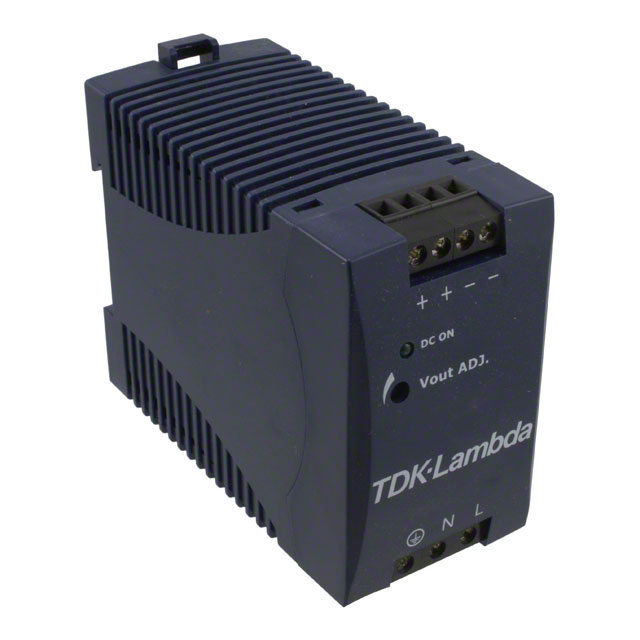 + + − −
DC ON
Vout ADJ.
TDK·Lambda
N L